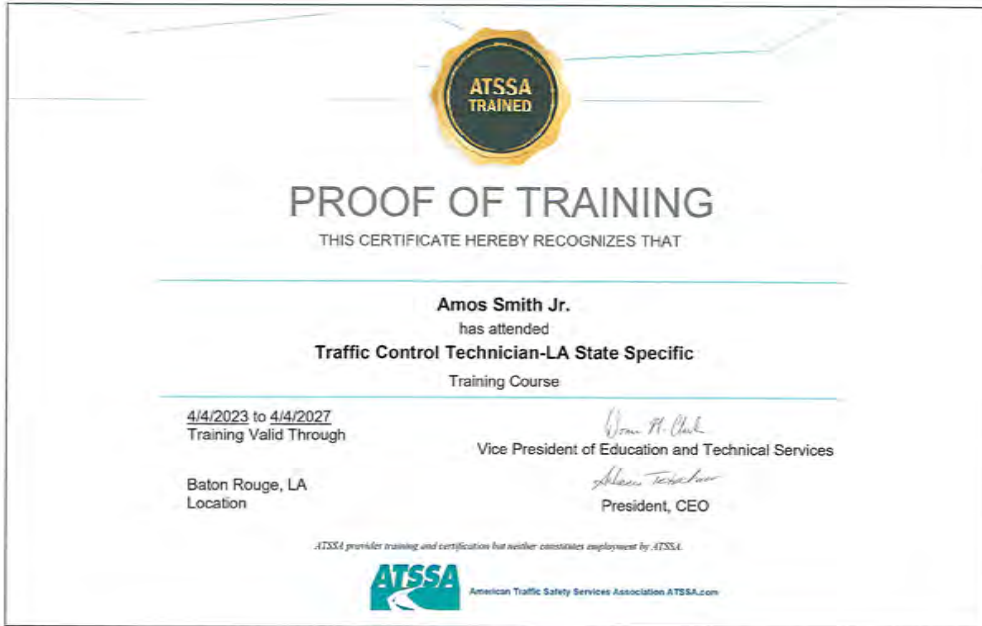 ATSSA
TRAINED
PROOF OF TRAINING
THIS CERTIFICATE HEREBY RECOGNIZES THAT
Amos Smith Jr.
has attended
Traffic Control Technician-LA State Specific
Training Course
4/4/2023 to 4/4/2027
Training Valid Through
Vice President of Education and Technical Services
Baton Rouge, LA
Location
President, CEO
ATSSA provides training and certification but neither constitutes employment by ATSSA.
ATSSA
American Traffic Safety Services Association ATSSA.com